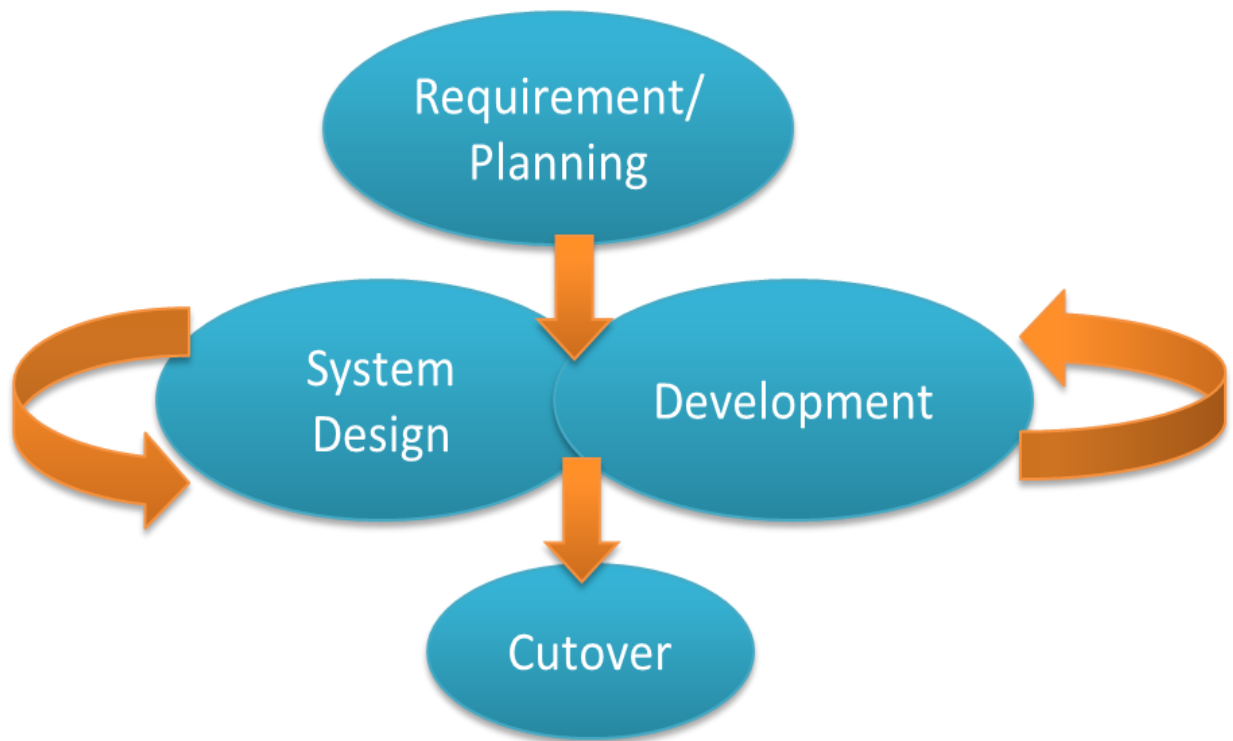 Requirement/
Planning
System
Design
Development
Cutover